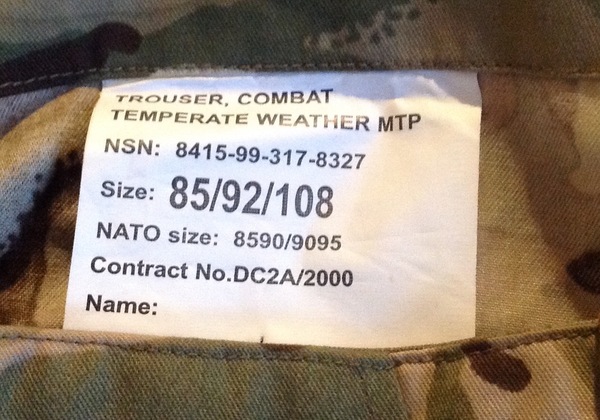 TROUSER, COMBAT
TEMPERATE WEATHER MTP
NSN: 8415-99-317-8327
Size: 85/92/108
NATO size: 8590/9095
Contract No.DC2A/2000
Name: